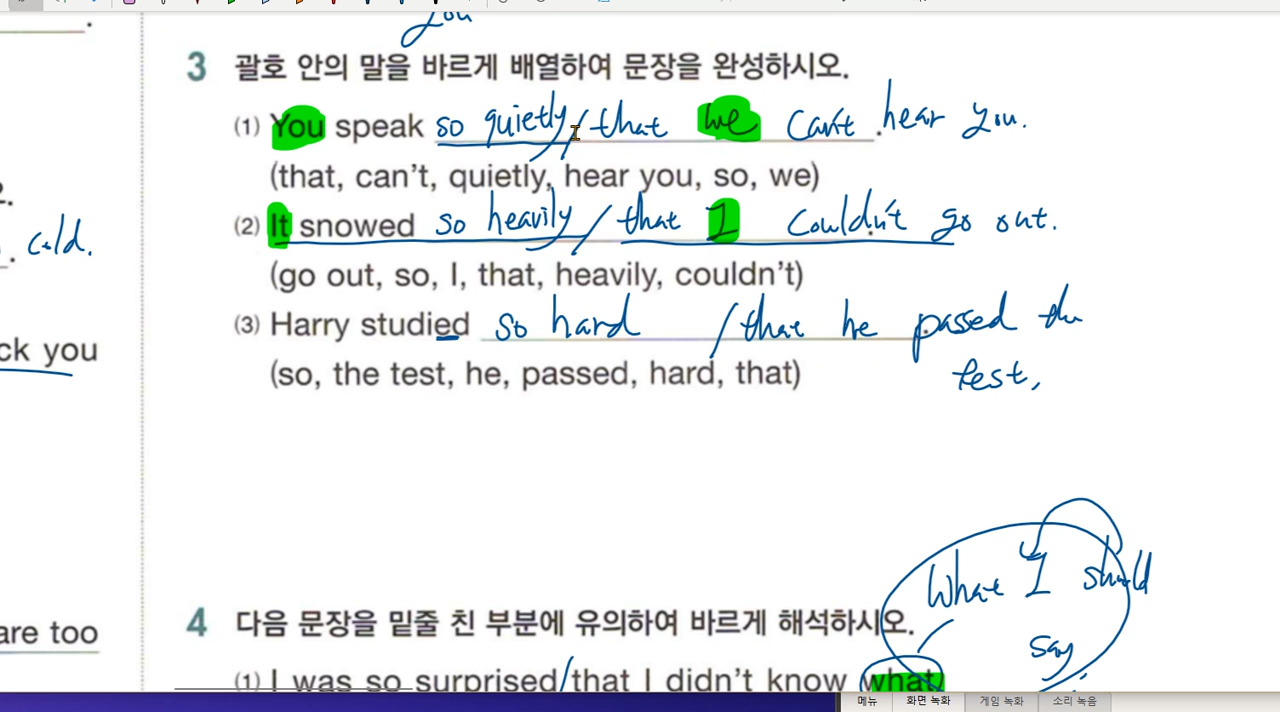 you
3 괄호 안의 말을 바르게 배열하여 문장을 완성하시오.
(1) You speak so quietly / that we can't hear you.
(that, can't, quietly, hear you, so, we)
(2) It snowed so heavily / that I couldn't go out.
cold.
(go out, so, I, that, heavily, couldn't)
(3) Harry studied so hard / that he passed the
ck you
(so, the test, he, passed, hard, that) test,
What I should
say
4 다음 문장을 밑줄 친 부분에 유의하여 바르게 해석하시오.
are too
(1) I was so surprised / that I didn't know what
메뉴 화면 녹화 게임 녹화 소리 녹음